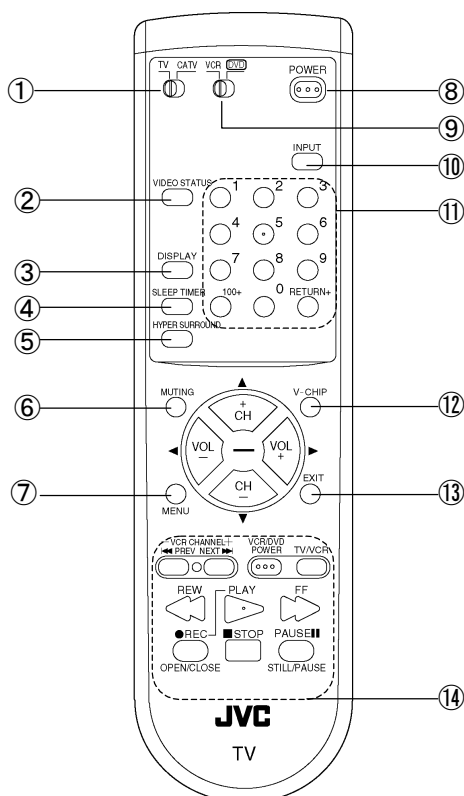 TV CATV VCR DVD
POWER
① ⑧
⑨
INPUT
⑩
VIDEO STATUS 1 2 3
② ⑪
4 5 6
DISPLAY 7 8 9
③
SLEEP TIMER 100+ 0 RETURN+
④
HYPER SURROUND
⑤
MUTING + CH V-CHIP
⑥ ⑫
VOL − VOL +
EXIT
⑦ CH − ⑬
MENU
VCR CHANNEL + VCR/DVD
⏮ PREV NEXT ⏭ POWER TV/VCR
REW PLAY FF
●REC ■STOP PAUSE⏸
OPEN/CLOSE STILL/PAUSE
⑭
JVC
TV